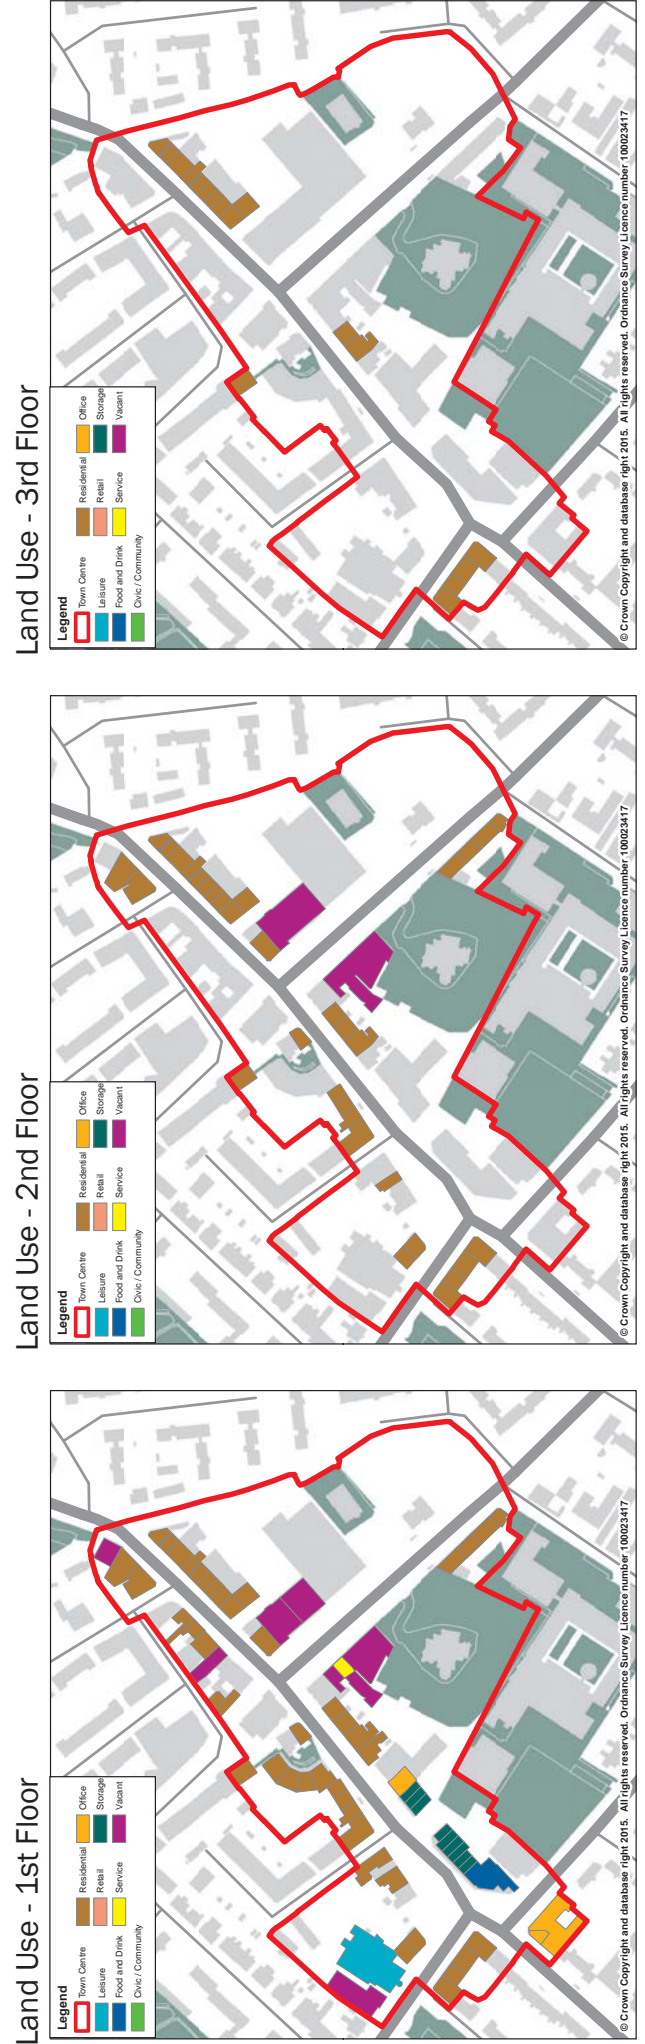 Land Use - 1st Floor
Legend
Town Centre
Leisure
Food and Drink
Civic / Community
Residential
Retail
Service
Office
Storage
Vacant
© Crown Copyright and database right 2015. All rights reserved. Ordnance Survey Licence number 100023417
Land Use - 2nd Floor
Legend
Town Centre
Leisure
Food and Drink
Civic / Community
Residential
Retail
Service
Office
Storage
Vacant
© Crown Copyright and database right 2015. All rights reserved. Ordnance Survey Licence number 100023417
Land Use - 3rd Floor
Legend
Town Centre
Leisure
Food and Drink
Civic / Community
Residential
Retail
Service
Office
Storage
Vacant
© Crown Copyright and database right 2015. All rights reserved. Ordnance Survey Licence number 100023417